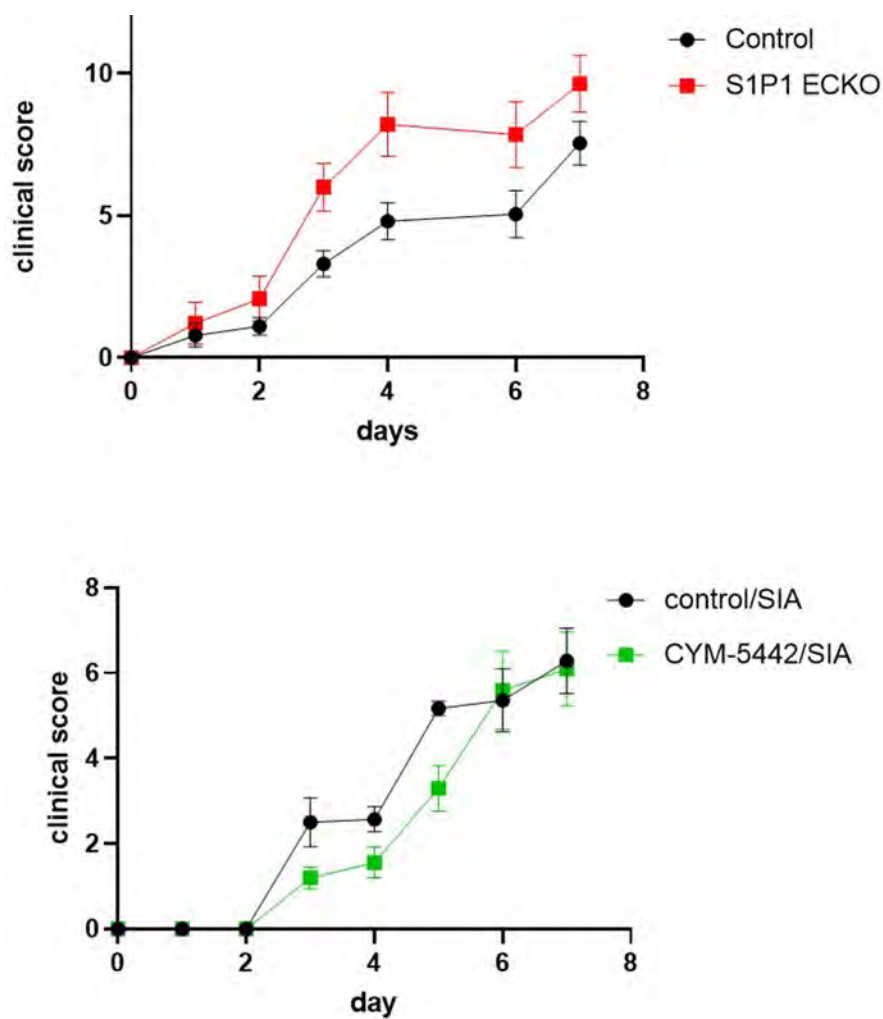 Control
S1P1 ECKO
10
5
0
clinical score
0 2 4 6 8
days
control/SIA
CYM-5442/SIA
8
6
4
2
0
clinical score
0 2 4 6 8
day